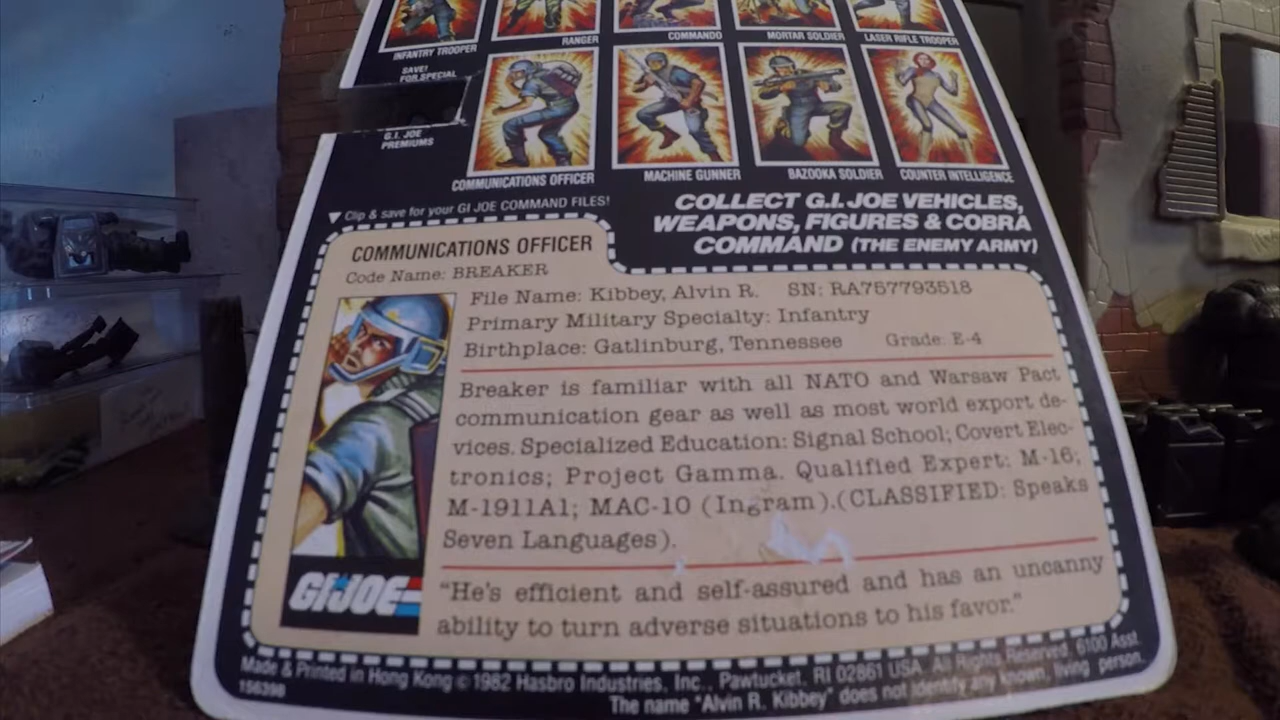 INFANTRY TROOPER
RANGER
COMMANDO
MORTAR SOLDIER
LASER RIFLE TROOPER
SAVE!
FOR SPECIAL
G.I. JOE
PREMIUMS
COMMUNICATIONS OFFICER
MACHINE GUNNER
BAZOOKA SOLDIER
COUNTER INTELLIGENCE
▼ Clip & save for your GI JOE COMMAND FILES!
COLLECT G.I. JOE VEHICLES,
WEAPONS, FIGURES & COBRA
COMMAND (THE ENEMY ARMY)
COMMUNICATIONS OFFICER
Code Name: BREAKER
File Name: Kibbey, Alvin R. SN: RA757793518
Primary Military Specialty: Infantry
Birthplace: Gatlinburg, Tennessee Grade: E-4
Breaker is familiar with all NATO and Warsaw Pact
communication gear as well as most world export de-
vices. Specialized Education: Signal School; Covert Elec-
tronics; Project Gamma. Qualified Expert: M-16;
M-1911A1; MAC-10 (Ingram).(CLASSIFIED: Speaks
Seven Languages).
GI JOE
"He's efficient and self-assured and has an uncanny
ability to turn adverse situations to his favor."
Made & Printed in Hong Kong © 1982 Hasbro Industries, Inc., Pawtucket, RI 02861 USA. All Rights Reserved. 6100 Asst.
156398
The name "Alvin R. Kibbey" does not identify any known, living person.